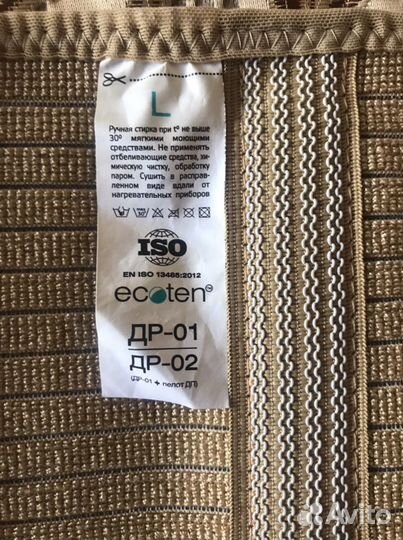 L
Ручная стирка при t° не выше
30° мягкими моющими
средствами. Не применять
отбеливающие средства, хи-
мическую чистку, обработку
паром. Сушить в расправ-
ленном виде вдали от
нагревательных приборов
ISO
EN ISO 13485:2012
ecoten
ДР-01
ДР-02
(ДР-01 + пелот ДП)
Avito